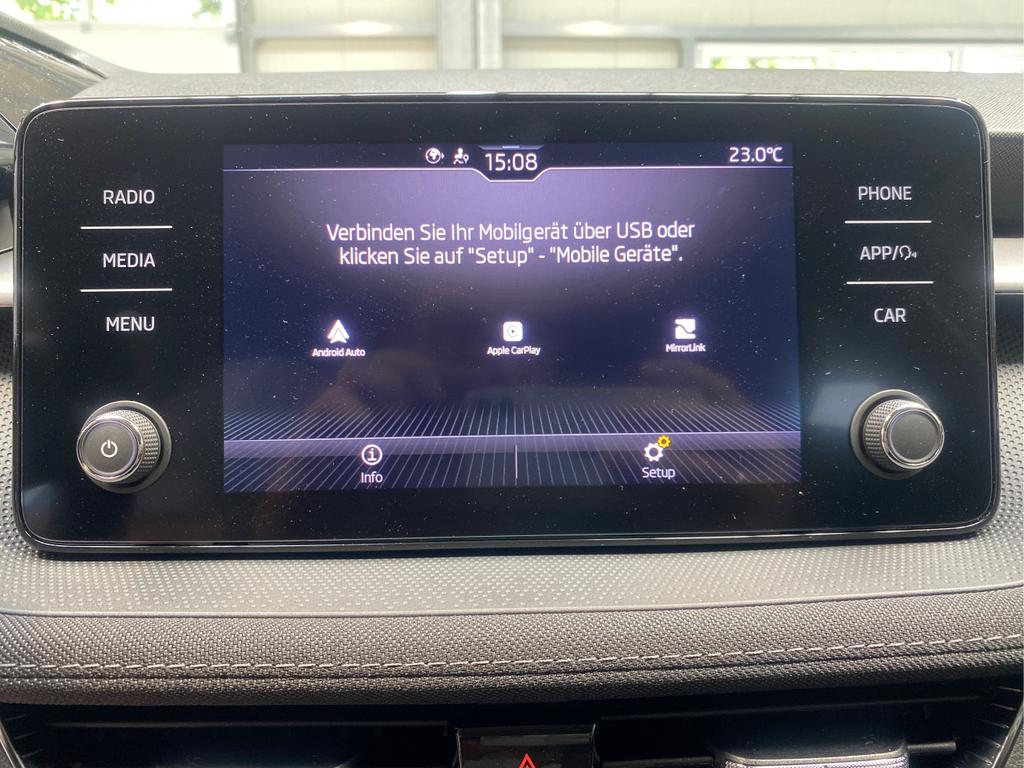 15:08
23.0°C
RADIO
MEDIA
MENU
Verbinden Sie Ihr Mobilgerät über USB oder
klicken Sie auf "Setup" - "Mobile Geräte".
Android Auto
Apple CarPlay
MirrorLink
Info
Setup
PHONE
APP/
CAR